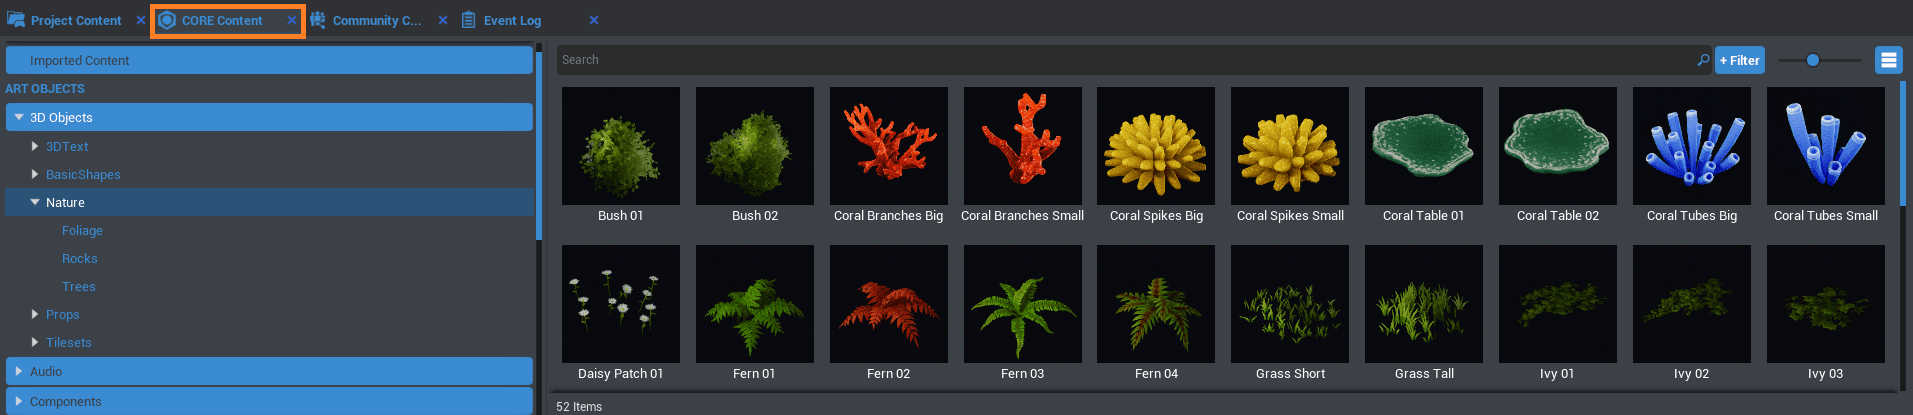 Project Content CORE Content Community C... Event Log
Imported Content
ART OBJECTS
3D Objects
3DText
BasicShapes
Nature
Foliage
Rocks
Trees
Props
Tilesets
Audio
Components
Search + Filter
Bush 01 Bush 02 Coral Branches Big Coral Branches Small Coral Spikes Big Coral Spikes Small Coral Table 01 Coral Table 02 Coral Tubes Big Coral Tubes Small
Daisy Patch 01 Fern 01 Fern 02 Fern 03 Fern 04 Grass Short Grass Tall Ivy 01 Ivy 02 Ivy 03
52 Items